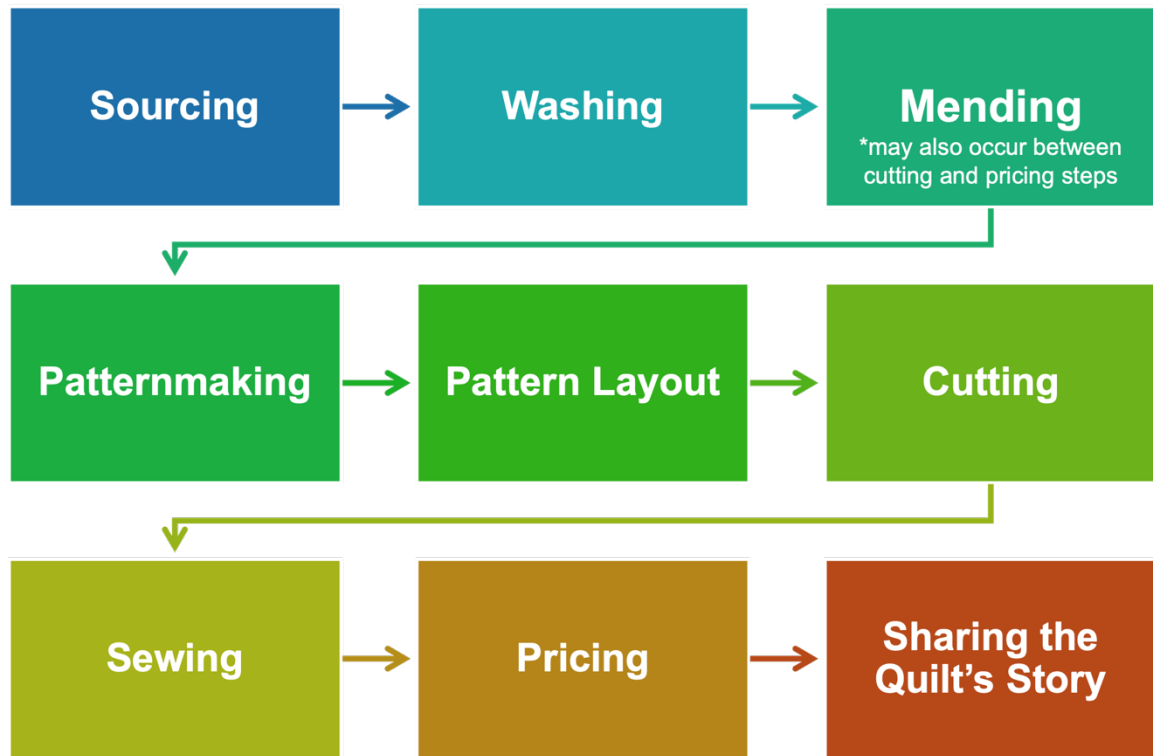 Sourcing
Washing
Mending
*may also occur between
cutting and pricing steps
Patternmaking
Pattern Layout
Cutting
Sewing
Pricing
Sharing the
Quilt’s Story